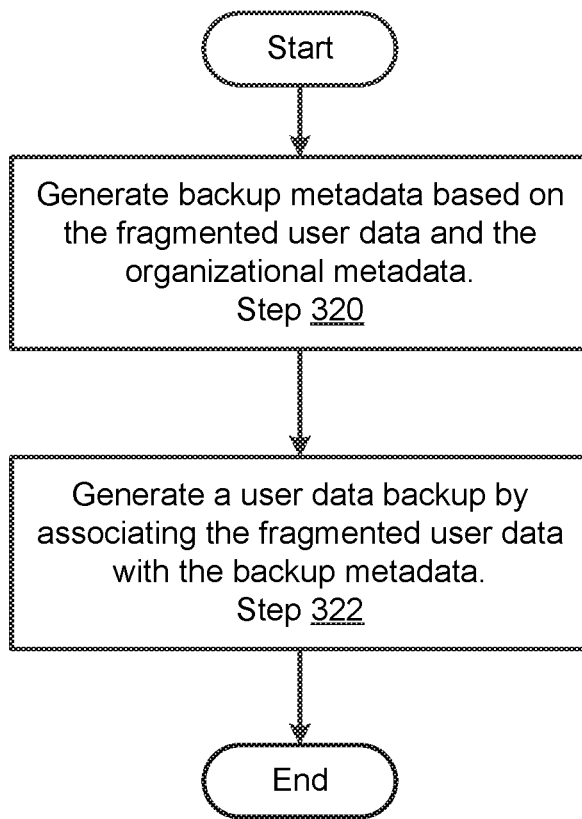 Start
Generate backup metadata based on
the fragmented user data and the
organizational metadata.
Step 320
Generate a user data backup by
associating the fragmented user data
with the backup metadata.
Step 322
End